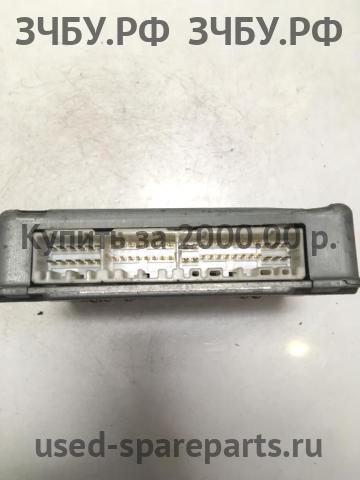 ЗЧБУ.РФ ЗЧБУ.РФ
Купить за 2000.00 р.
used-spareparts.ru